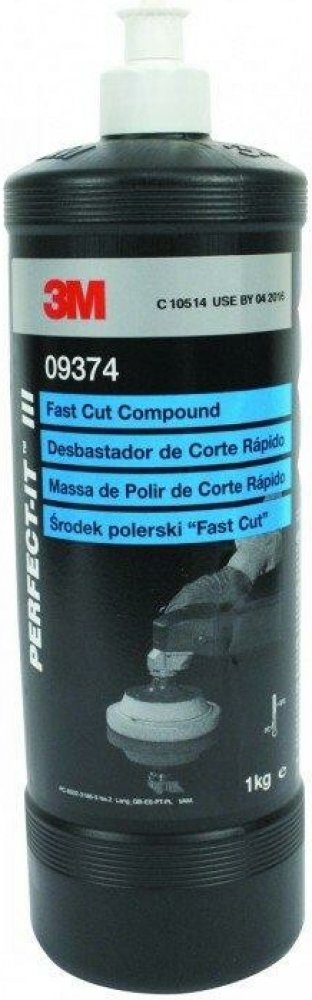 3M
C 10514 USE BY 04 2016
09374
Fast Cut Compound
Desbastador de Corte Rápido
Massa de Polir de Corte Rápido
Środek polerski “Fast Cut”
PERFECT-IT™ III
1kg ℮